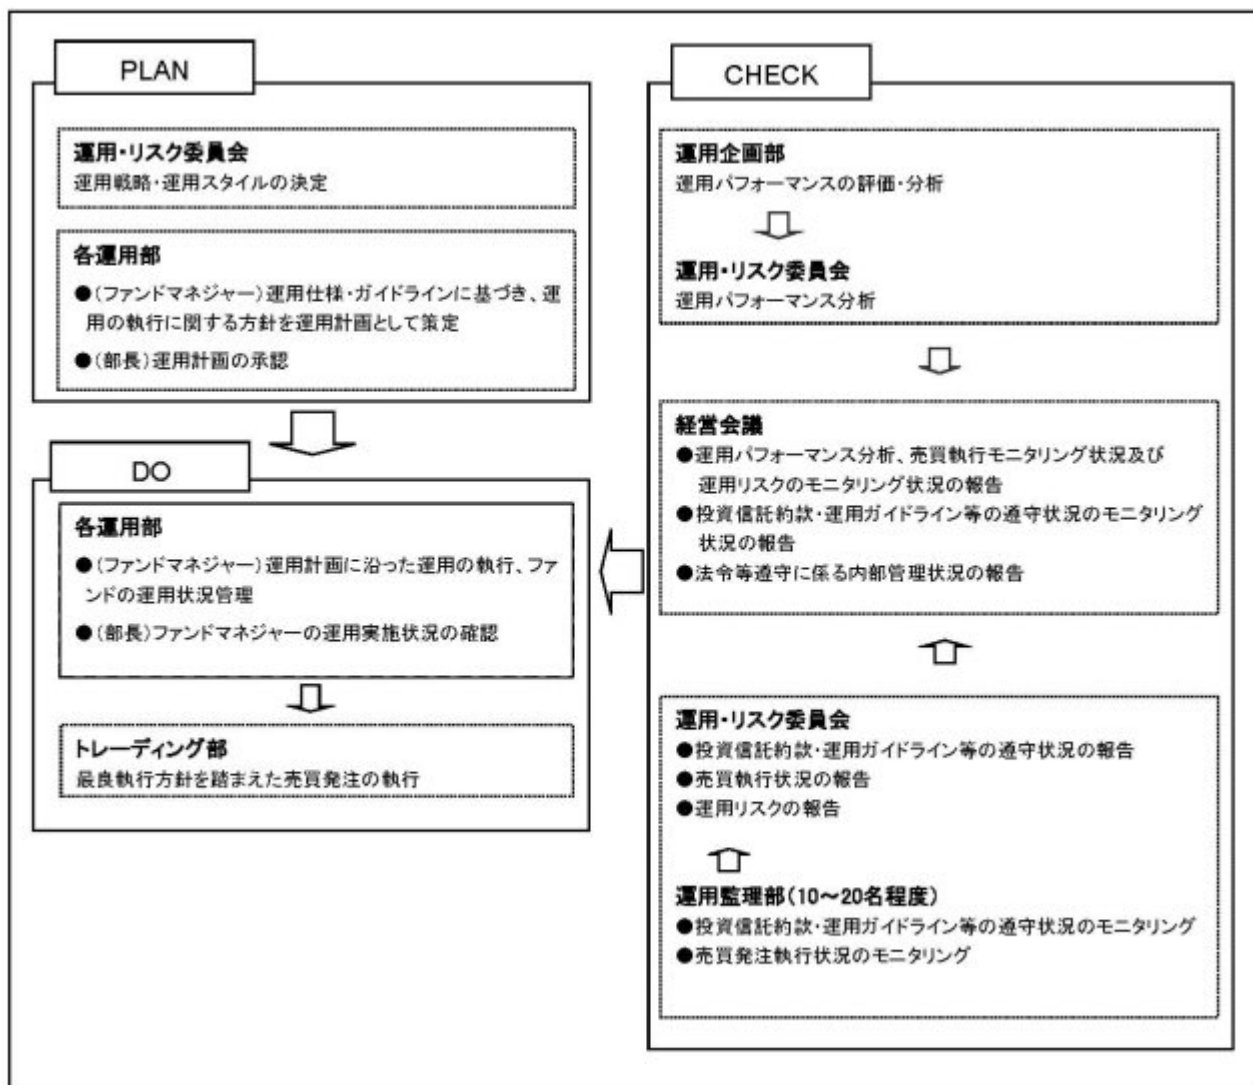 PLAN
運用・リスク委員会
運用戦略・運用スタイルの決定
各運用部
●(ファンドマネジャー)運用仕様・ガイドラインに基づき、運
用の執行に関する方針を運用計画として策定
●(部長)運用計画の承認
DO
各運用部
●(ファンドマネジャー)運用計画に沿った運用の執行、ファ
ンドの運用状況管理
●(部長)ファンドマネジャーの運用実施状況の確認
トレーディング部
最良執行方針を踏まえた売買発注の執行
CHECK
運用企画部
運用パフォーマンスの評価・分析
運用・リスク委員会
運用パフォーマンス分析
経営会議
●運用パフォーマンス分析、売買執行モニタリング状況及び
運用リスクのモニタリング状況の報告
●投資信託約款・運用ガイドライン等の遵守状況のモニタリング
状況の報告
●法令等遵守に係る内部管理状況の報告
運用・リスク委員会
●投資信託約款・運用ガイドライン等の遵守状況の報告
●売買執行状況の報告
●運用リスクの報告
運用監理部(10～20名程度)
●投資信託約款・運用ガイドライン等の遵守状況のモニタリング
●売買発注執行状況のモニタリング